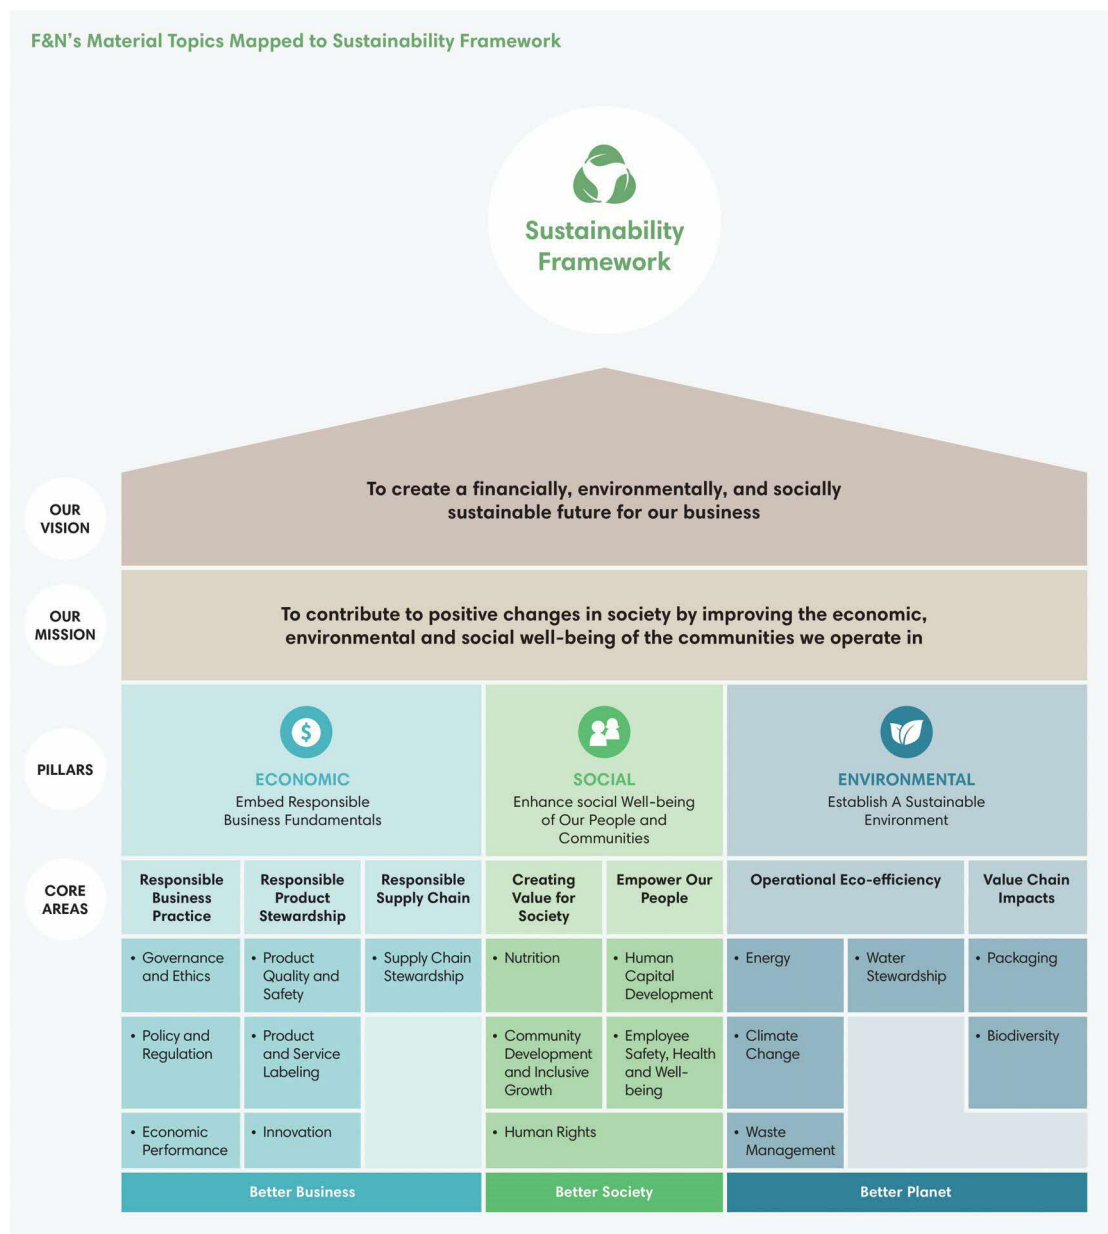 F&N's Material Topics Mapped to Sustainability Framework
Sustainability
Framework
OUR
VISION
To create a financially, environmentally, and socially
sustainable future for our business
OUR
MISSION
To contribute to positive changes in society by improving the economic,
environmental and social well-being of the communities we operate in
PILLARS
$
ECONOMIC
Embed Responsible
Business Fundamentals
SOCIAL
Enhance social Well-being
of Our People and
Communities
ENVIRONMENTAL
Establish A Sustainable
Environment
CORE
AREAS
Responsible
Business
Practice
Responsible
Product
Stewardship
Responsible
Supply Chain
Creating
Value for
Society
Empower Our
People
Operational Eco-efficiency
Value Chain
Impacts
• Governance
and Ethics
• Product
Quality and
Safety
• Supply Chain
Stewardship
• Nutrition
• Human
Capital
Development
• Energy
• Water
Stewardship
• Packaging
• Policy and
Regulation
• Product
and Service
Labeling
• Community
Development
and Inclusive
Growth
• Employee
Safety, Health
and Well-
being
• Climate
Change
• Biodiversity
• Economic
Performance
• Innovation
• Human Rights
• Waste
Management
Better Business
Better Society
Better Planet